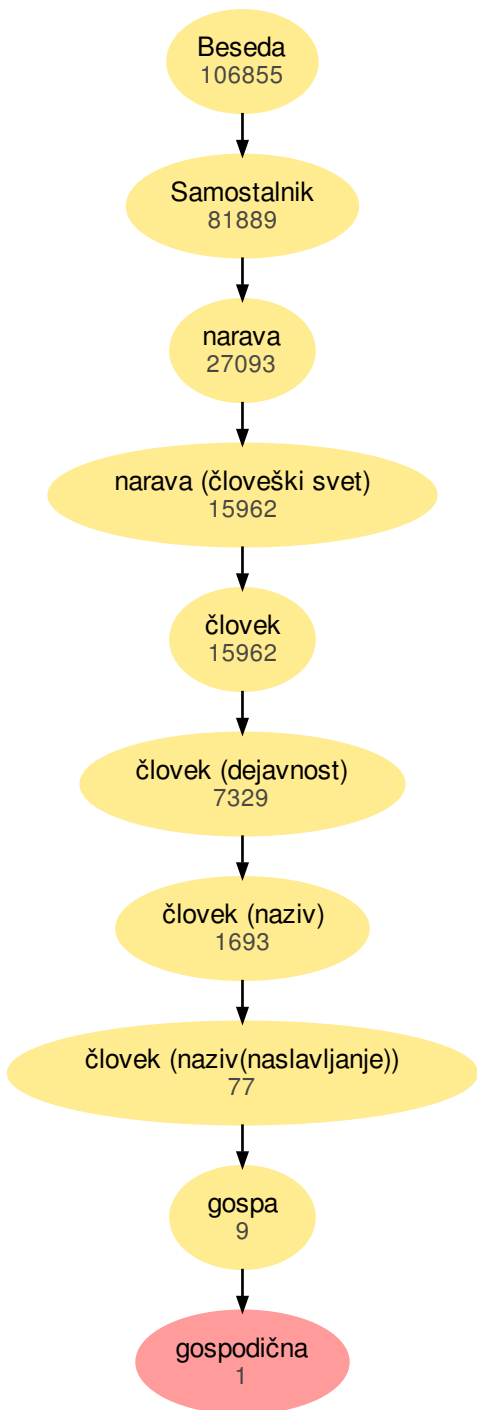 Beseda
106855
Samostalnik
81889
narava
27093
narava (človeški svet)
15962
človek
15962
človek (dejavnost)
7329
človek (naziv)
1693
človek (naziv(naslavljanje))
77
gospa
9
gospodična
1